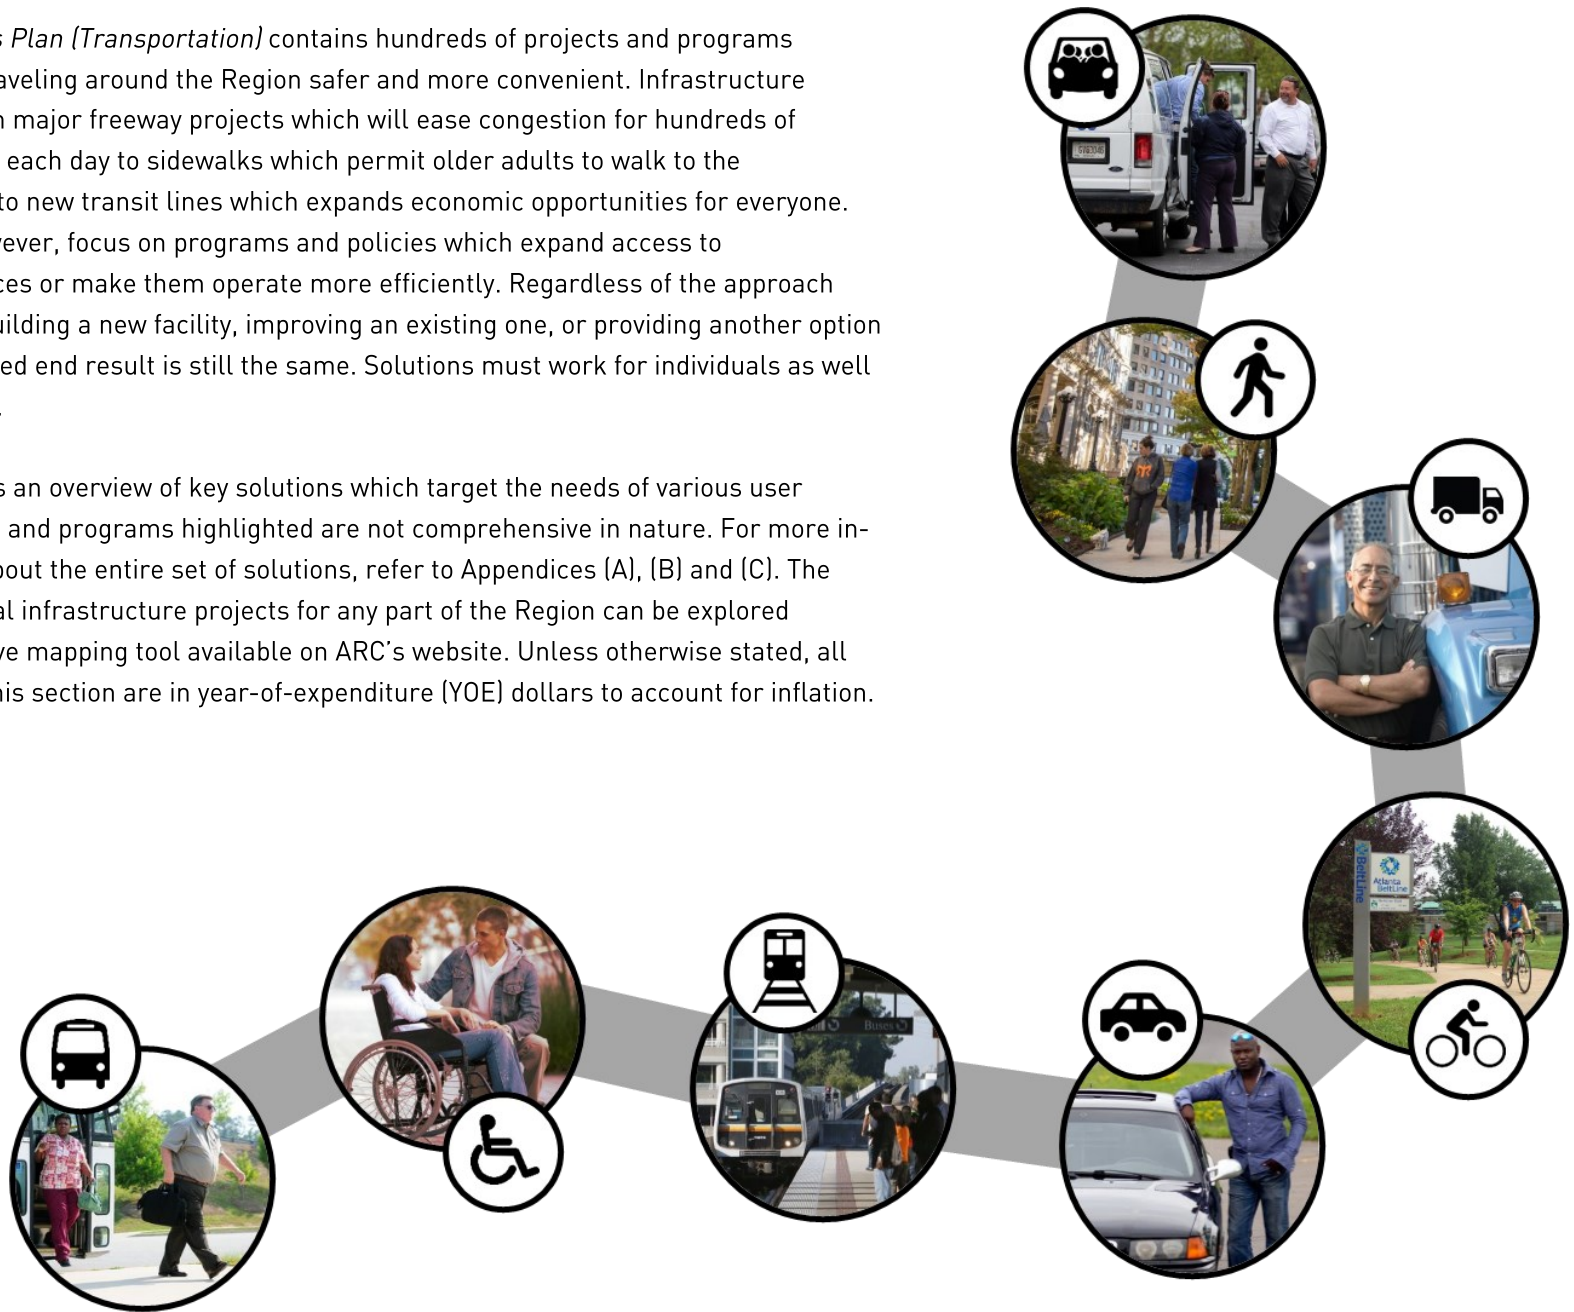 s Plan (Transportation) contains hundreds of projects and programs
aveling around the Region safer and more convenient. Infrastructure
n major freeway projects which will ease congestion for hundreds of
each day to sidewalks which permit older adults to walk to the
to new transit lines which expands economic opportunities for everyone.
vever, focus on programs and policies which expand access to
ces or make them operate more efficiently. Regardless of the approach
uilding a new facility, improving an existing one, or providing another option
ed end result is still the same. Solutions must work for individuals as well
.
s an overview of key solutions which target the needs of various user
and programs highlighted are not comprehensive in nature. For more in-
bout the entire set of solutions, refer to Appendices (A), (B) and (C). The
al infrastructure projects for any part of the Region can be explored
ve mapping tool available on ARC’s website. Unless otherwise stated, all
his section are in year-of-expenditure (YOE) dollars to account for inflation.
BeltLine
Atlanta
BeltLine
Buses